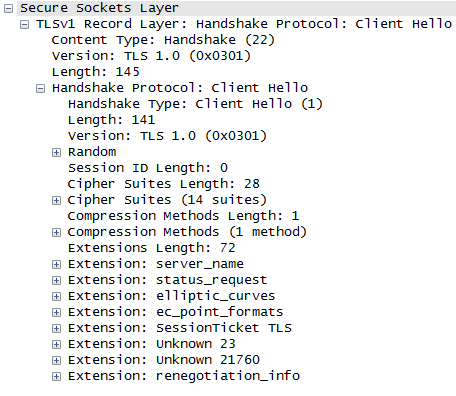 Secure Sockets Layer
TLSv1 Record Layer: Handshake Protocol: Client Hello
Content Type: Handshake (22)
Version: TLS 1.0 (0x0301)
Length: 145
Handshake Protocol: Client Hello
Handshake Type: Client Hello (1)
Length: 141
Version: TLS 1.0 (0x0301)
Random
Session ID Length: 0
Cipher Suites Length: 28
Cipher Suites (14 suites)
Compression Methods Length: 1
Compression Methods (1 method)
Extensions Length: 72
Extension: server_name
Extension: status_request
Extension: elliptic_curves
Extension: ec_point_formats
Extension: SessionTicket TLS
Extension: Unknown 23
Extension: Unknown 21760
Extension: renegotiation_info